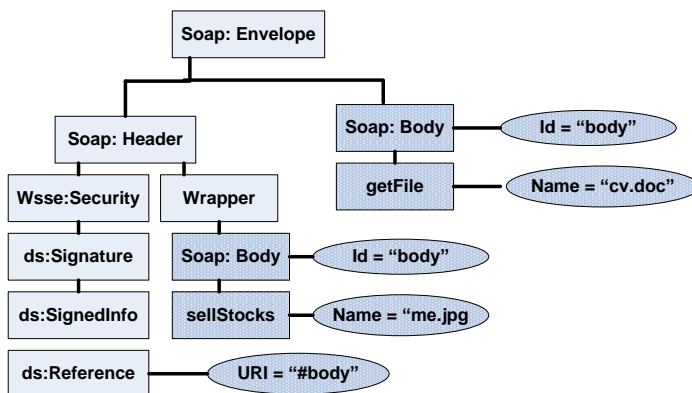 Soap: Envelope
Soap: Header
Soap: Body
Id = “body”
Wsse:Security
Wrapper
getFile
Name = “cv.doc”
ds:Signature
Soap: Body
Id = “body”
ds:SignedInfo
sellStocks
Name = “me.jpg
ds:Reference
URI = “#body”